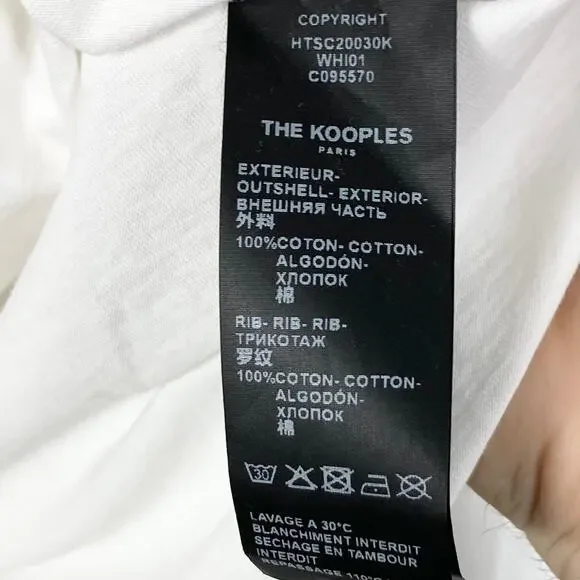 COPYRIGHT
HTSC20030K
WHI01
C095570
THE KOOPLES
PARIS
EXTERIEUR-
OUTSHELL- EXTERIOR-
ВНЕШНЯЯ ЧАСТЬ
外料
100%COTON- COTTON-
ALGODÓN-
ХЛОПОК
棉
RIB- RIB- RIB-
ТРИКОТАЖ
罗纹
100%COTON- COTTON-
ALGODÓN-
ХЛОПОК
棉
30
LAVAGE A 30°C
BLANCHIMENT INTERDIT
SECHAGE EN TAMBOUR
INTERDIT
REPASSAGE 110°C